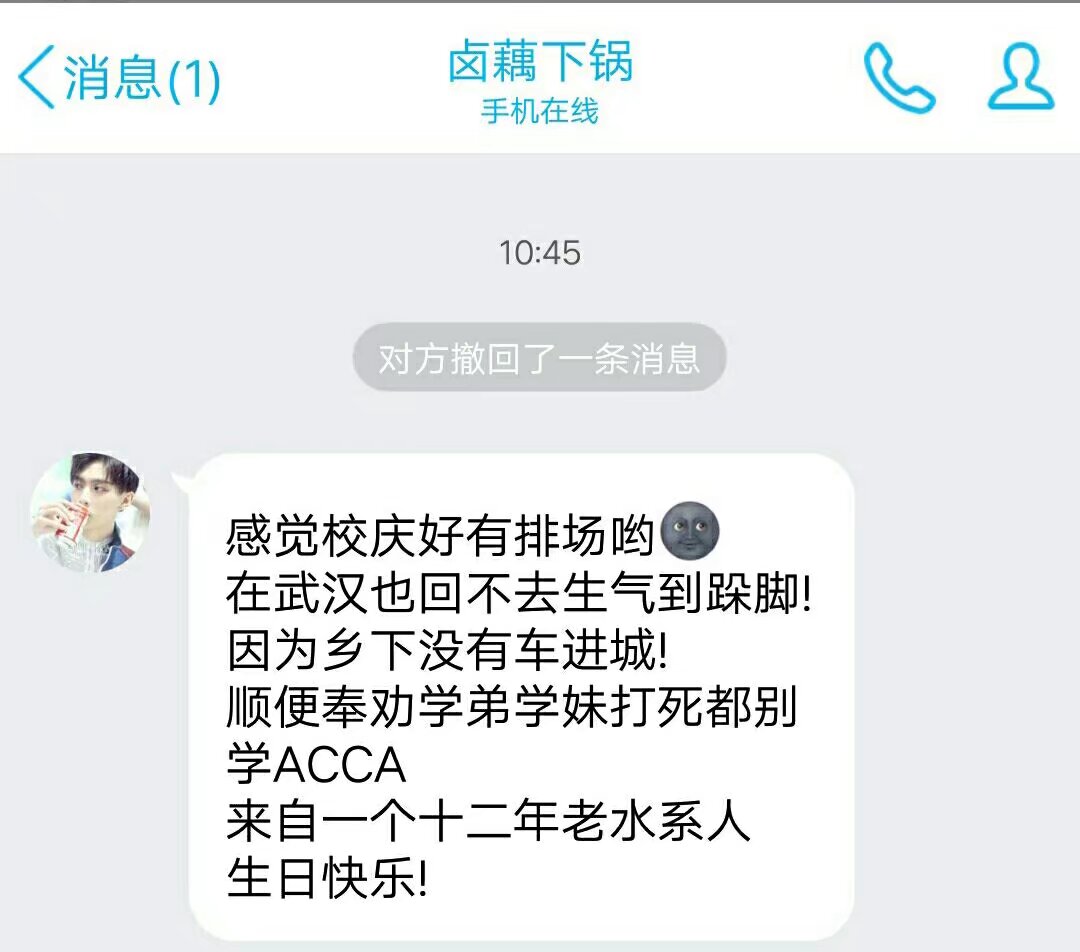 消息(1)
卤藕下锅
手机在线
10:45
对方撤回了一条消息
感觉校庆好有排场哟🌚
在武汉也回不去生气到跺脚!
因为乡下没有车进城!
顺便奉劝学弟学妹打死都别
学ACCA
来自一个十二年老水系人
生日快乐!